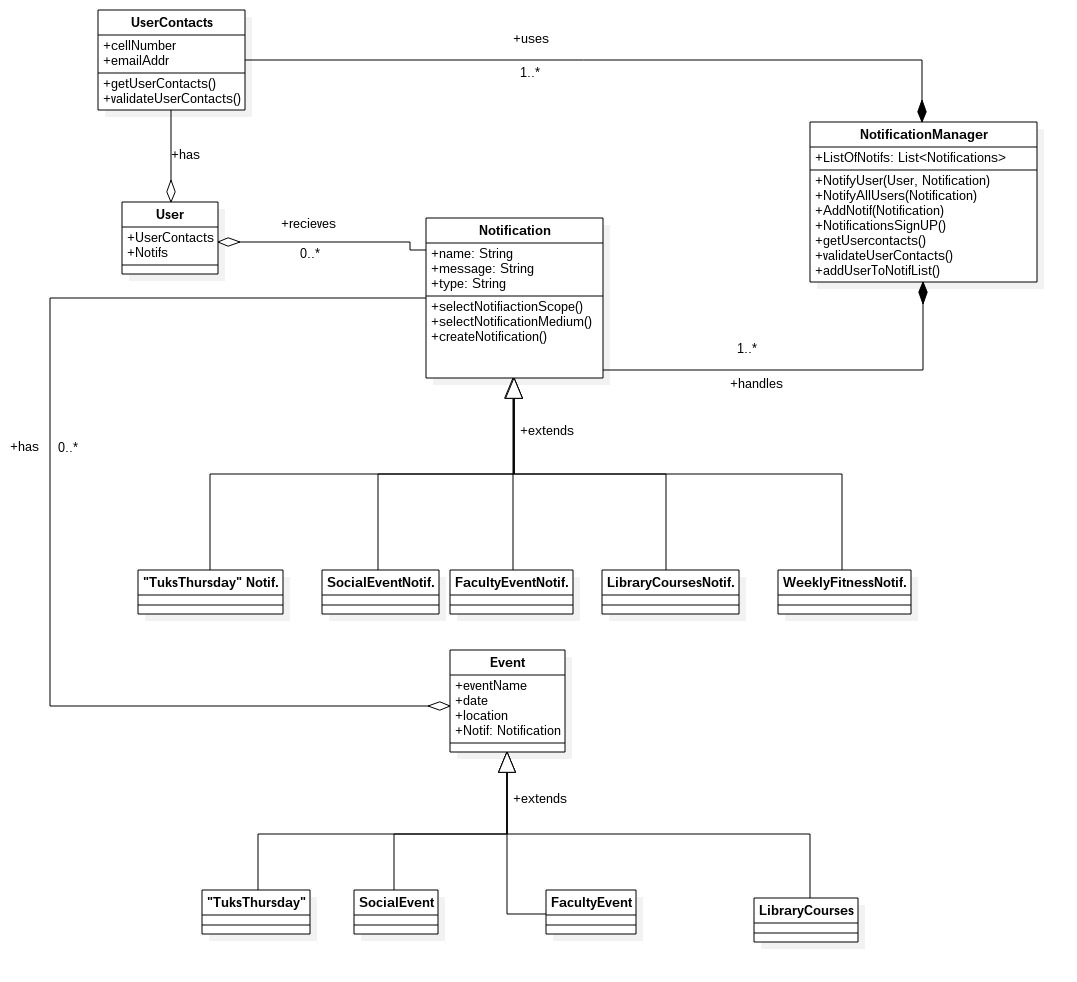 UserContacts
+cellNumber
+emailAddr
+getUserContacts()
+validateUserContacts()
+uses
1..*
NotificationManager
+ListOfNotifs: List<Notifications>
+NotifyUser(User, Notification)
+NotifyAllUsers(Notification)
+AddNotif(Notification)
+NotificationsSignUP()
+getUsercontacts()
+validateUserContacts()
+addUserToNotifList()
+has
User
+UserContacts
+Notifs
+recieves
0..*
Notification
+name: String
+message: String
+type: String
+selectNotifiactionScope()
+selectNotificationMedium()
+createNotification()
1..*
+handles
+extends
+has
0..*
"TuksThursday" Notif.
SocialEventNotif.
FacultyEventNotif.
LibraryCoursesNotif.
WeeklyFitnessNotif.
Event
+eventName
+date
+location
+Notif: Notification
+extends
"TuksThursday"
SocialEvent
FacultyEvent
LibraryCourses